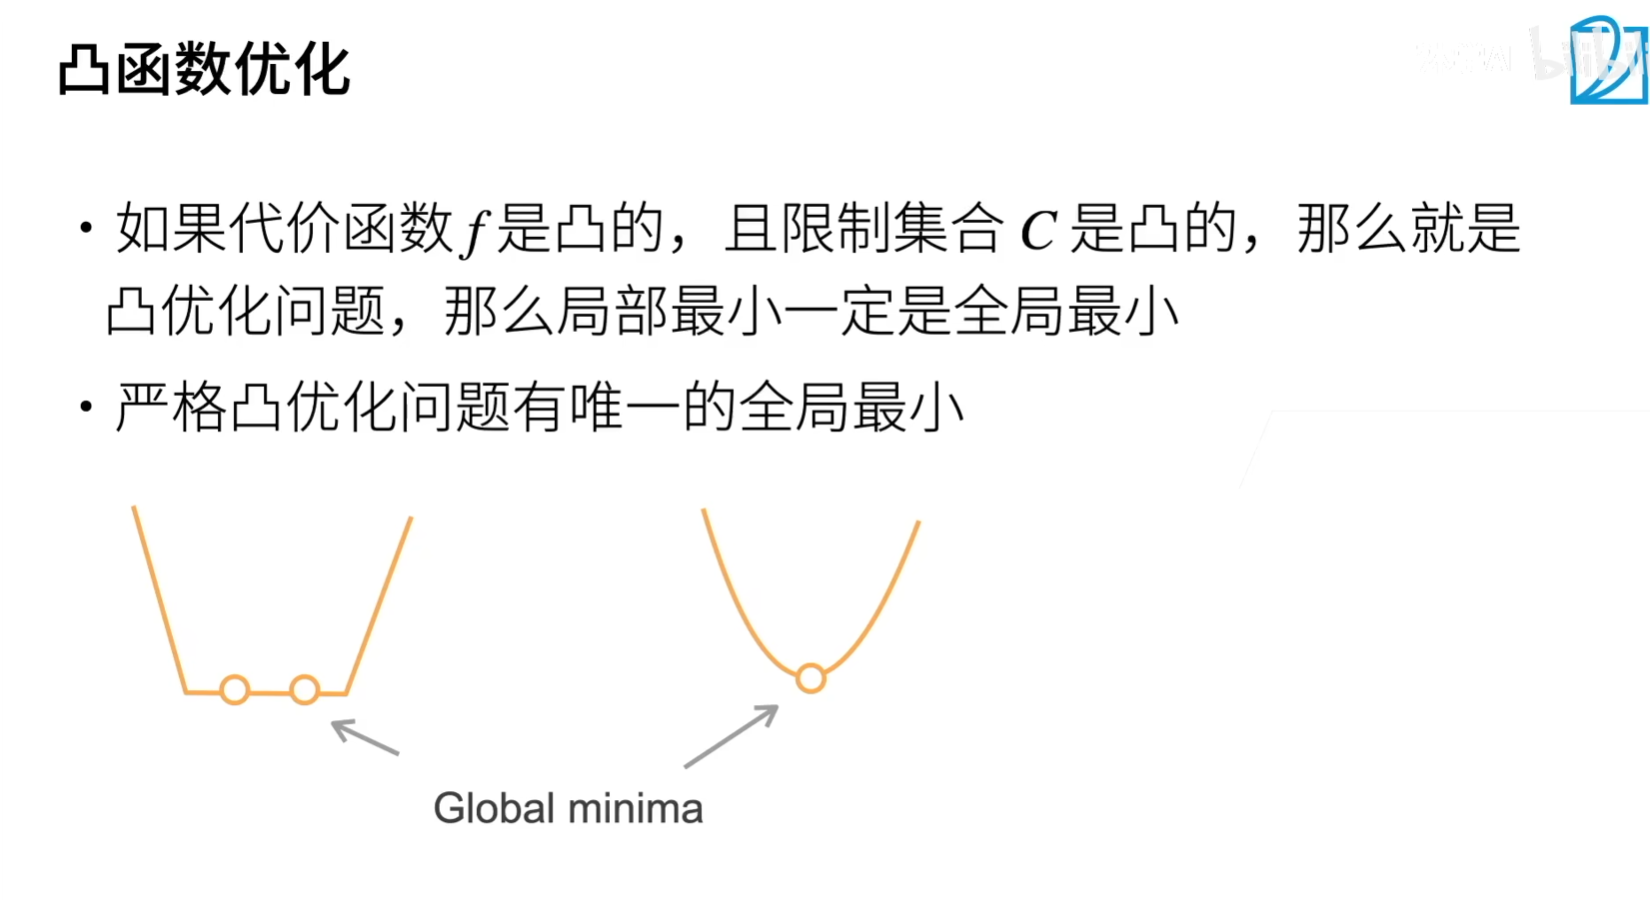 凸函数优化
• 如果代价函数 f 是凸的，且限制集合 C 是凸的，那么就是
凸优化问题，那么局部最小一定是全局最小
• 严格凸优化问题有唯一的全局最小
Global minima